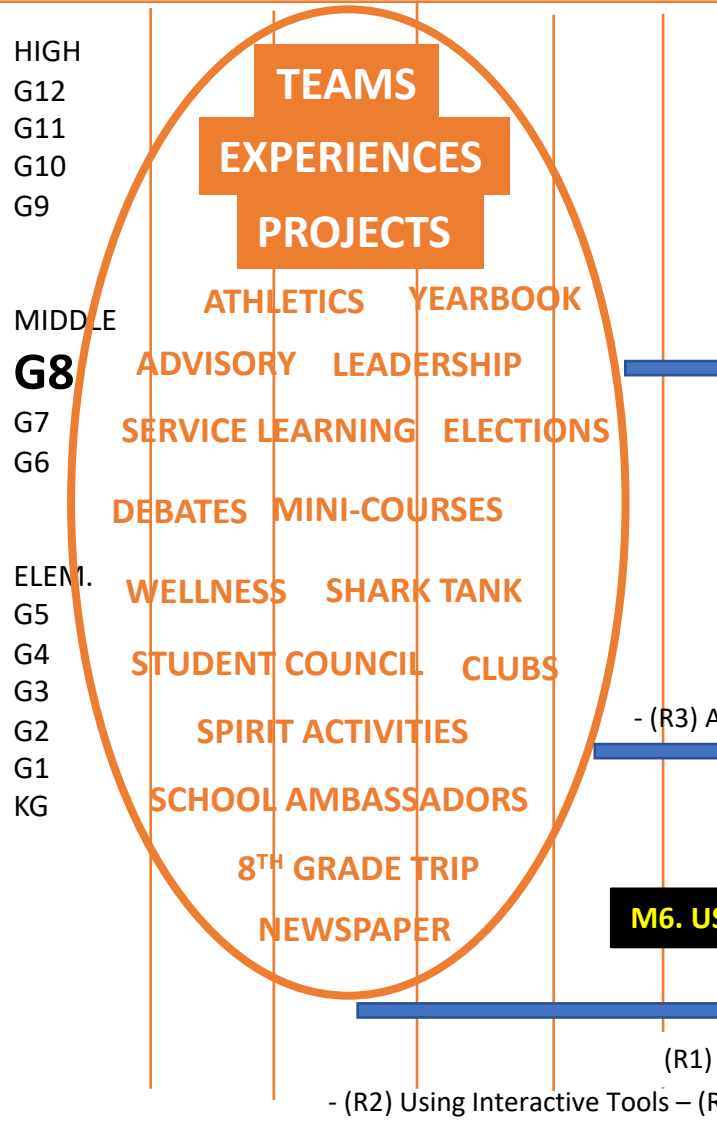 HIGH
G12
G11
G10
G9
MIDDLE
G8
G7
G6
ELEM.
G5
G4
G3
G2
G1
KG
TEAMS
EXPERIENCES
PROJECTS
ATHLETICS YEARBOOK
ADVISORY LEADERSHIP
SERVICE LEARNING ELECTIONS
DEBATES MINI-COURSES
WELLNESS SHARK TANK
STUDENT COUNCIL CLUBS
SPIRIT ACTIVITIES
SCHOOL AMBASSADORS
8TH GRADE TRIP
NEWSPAPER
- (R3) A
M6. US
(R1)
- (R2) Using Interactive Tools – (R